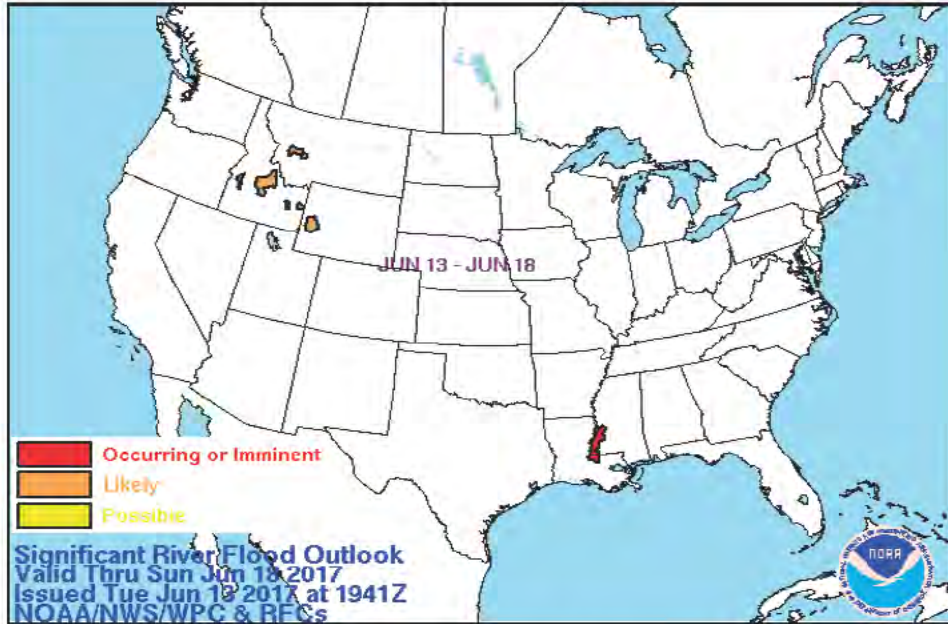 JUN 13 - JUN 18
Occurring or Imminent
Likely
Possible
Significant River Flood Outlook
Valid Thru Sun Jun 18 2017
Issued Tue Jun 13 2017 at 1941Z
NOAA/NWS/WPC & RFCs
NOAA